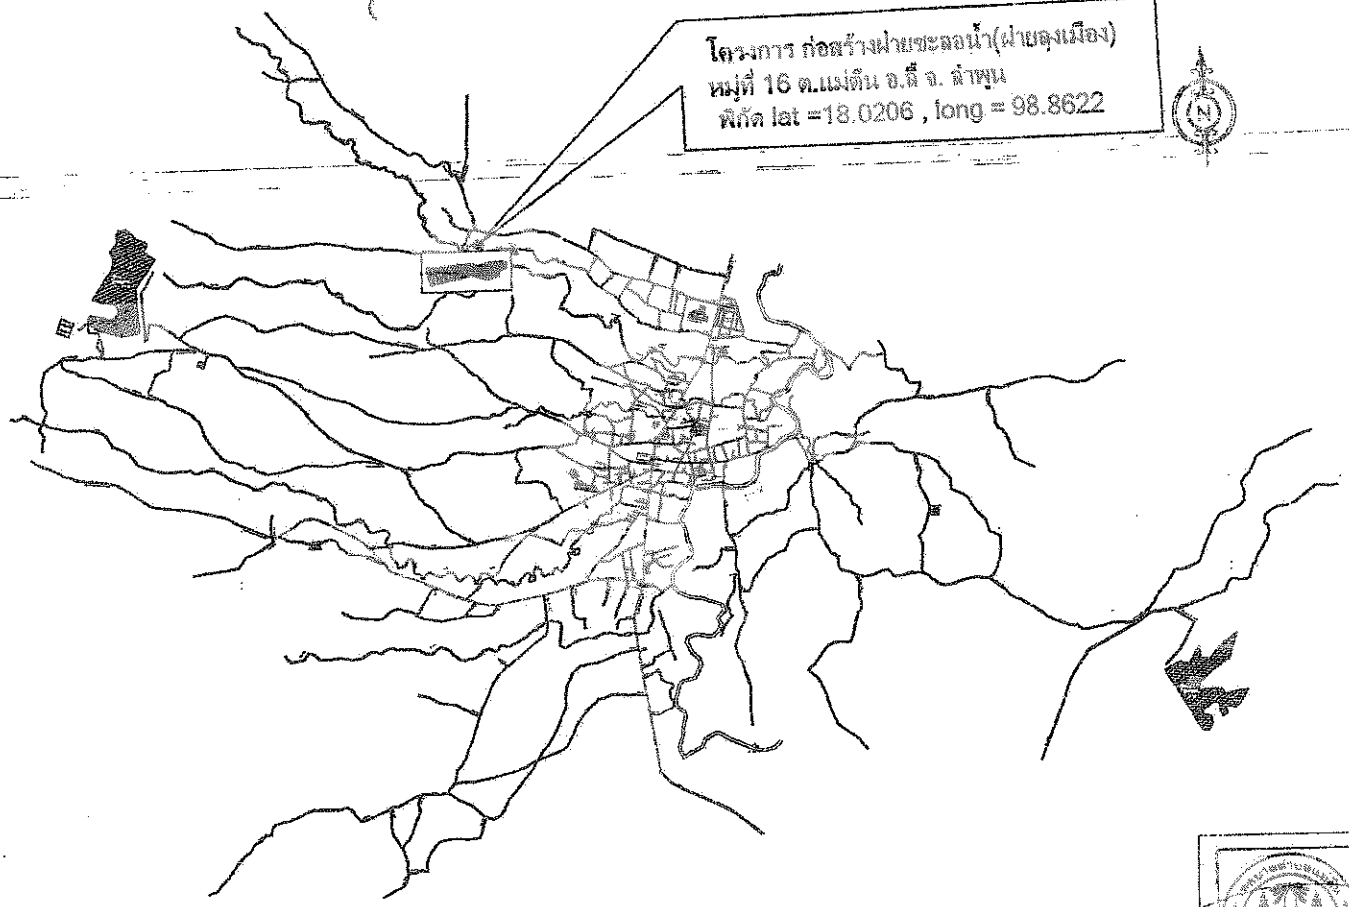 โครงการ ก่อสร้างฝายชะลอน้ำ(ฝายลุงเมือง)
หมู่ที่ 16 ต.แม่ตืน อ.ลี้ จ. ลำพูน
พิกัด lat =18.0206 , long = 98.8622
N